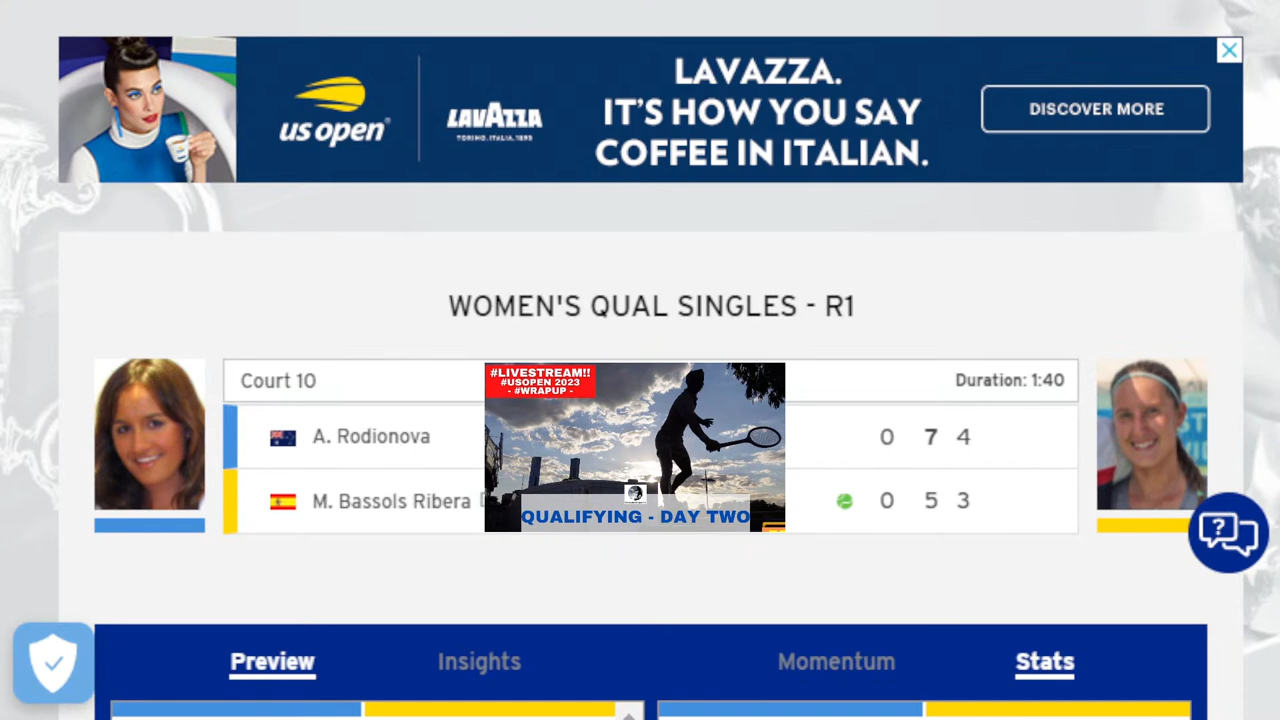 LAVAZZA.
IT'S HOW YOU SAY
COFFEE IN ITALIAN.
us open®
LAVAZZA
TORINO, ITALIA, 1895
DISCOVER MORE
WOMEN'S QUAL SINGLES - R1
Court 10
Duration: 1:40
#LIVESTREAM!!
#USOPEN 2023
- #WRAPUP -
A. Rodionova 0 7 4
M. Bassols Ribera 0 5 3
QUALIFYING - DAY TWO
Preview Insights Momentum Stats